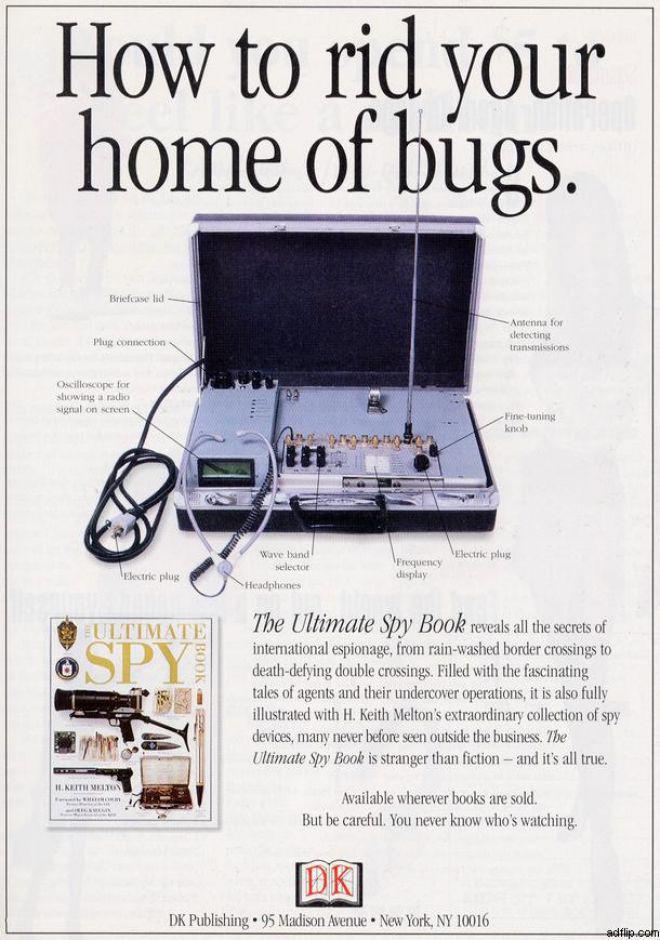 How to rid your
home of bugs.
Briefcase lid
Plug connection
Oscilloscope for
showing a radio
signal on screen
Antenna for
detecting
transmissions
Fine-tuning
knob
Electric plug
Headphones
Wave band
selector
Frequency
display
Electric plug
THE ULTIMATE
SPY
BOOK
H. KEITH MELTON
Foreword by WILLIAM COLBY
The Ultimate Spy Book reveals all the secrets of
international espionage, from rain-washed border crossings to
death-defying double crossings. Filled with the fascinating
tales of agents and their undercover operations, it is also fully
illustrated with H. Keith Melton's extraordinary collection of spy
devices, many never before seen outside the business. The
Ultimate Spy Book is stranger than fiction – and it's all true.
Available wherever books are sold.
But be careful. You never know who's watching.
DK
DK Publishing • 95 Madison Avenue • New York, NY 10016
adflip.com